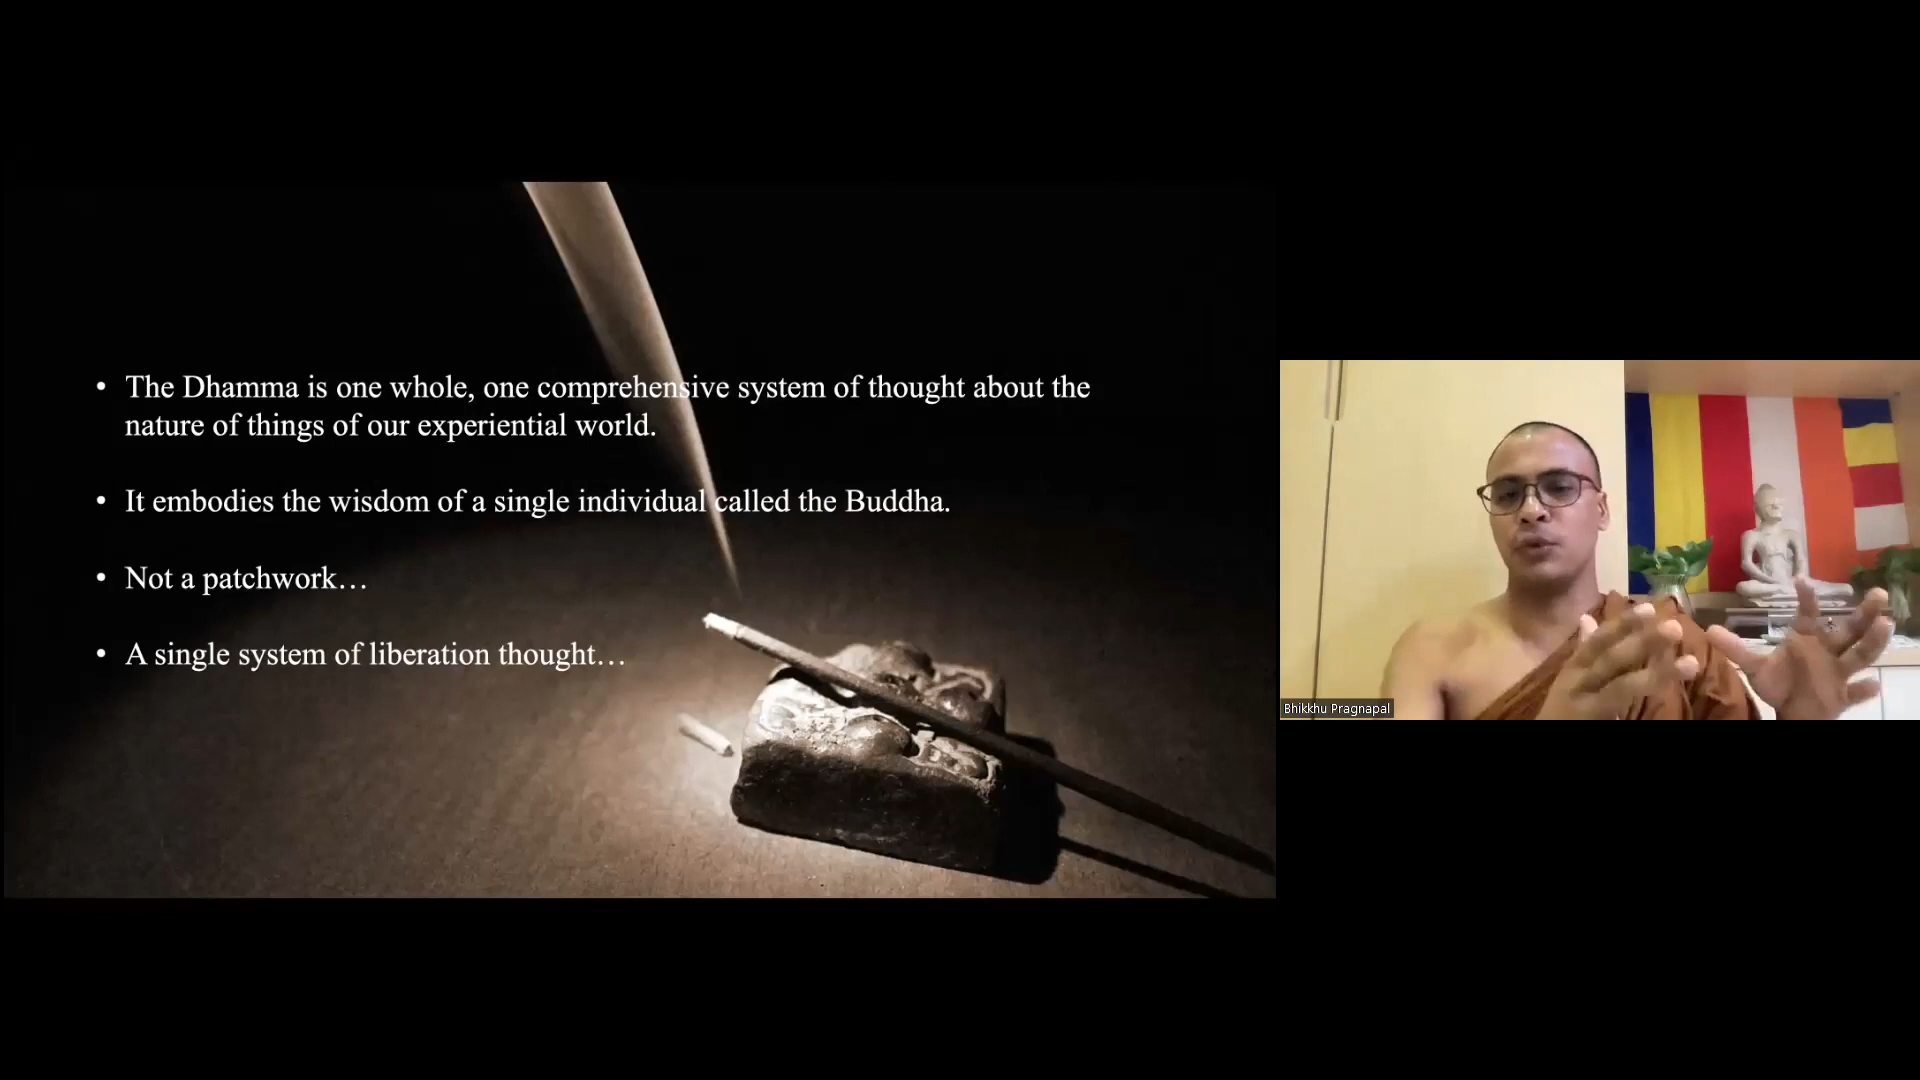 • The Dhamma is one whole, one comprehensive system of thought about the
nature of things of our experiential world.
• It embodies the wisdom of a single individual called the Buddha.
• Not a patchwork…
• A single system of liberation thought…
Bhikkhu Pragnapal